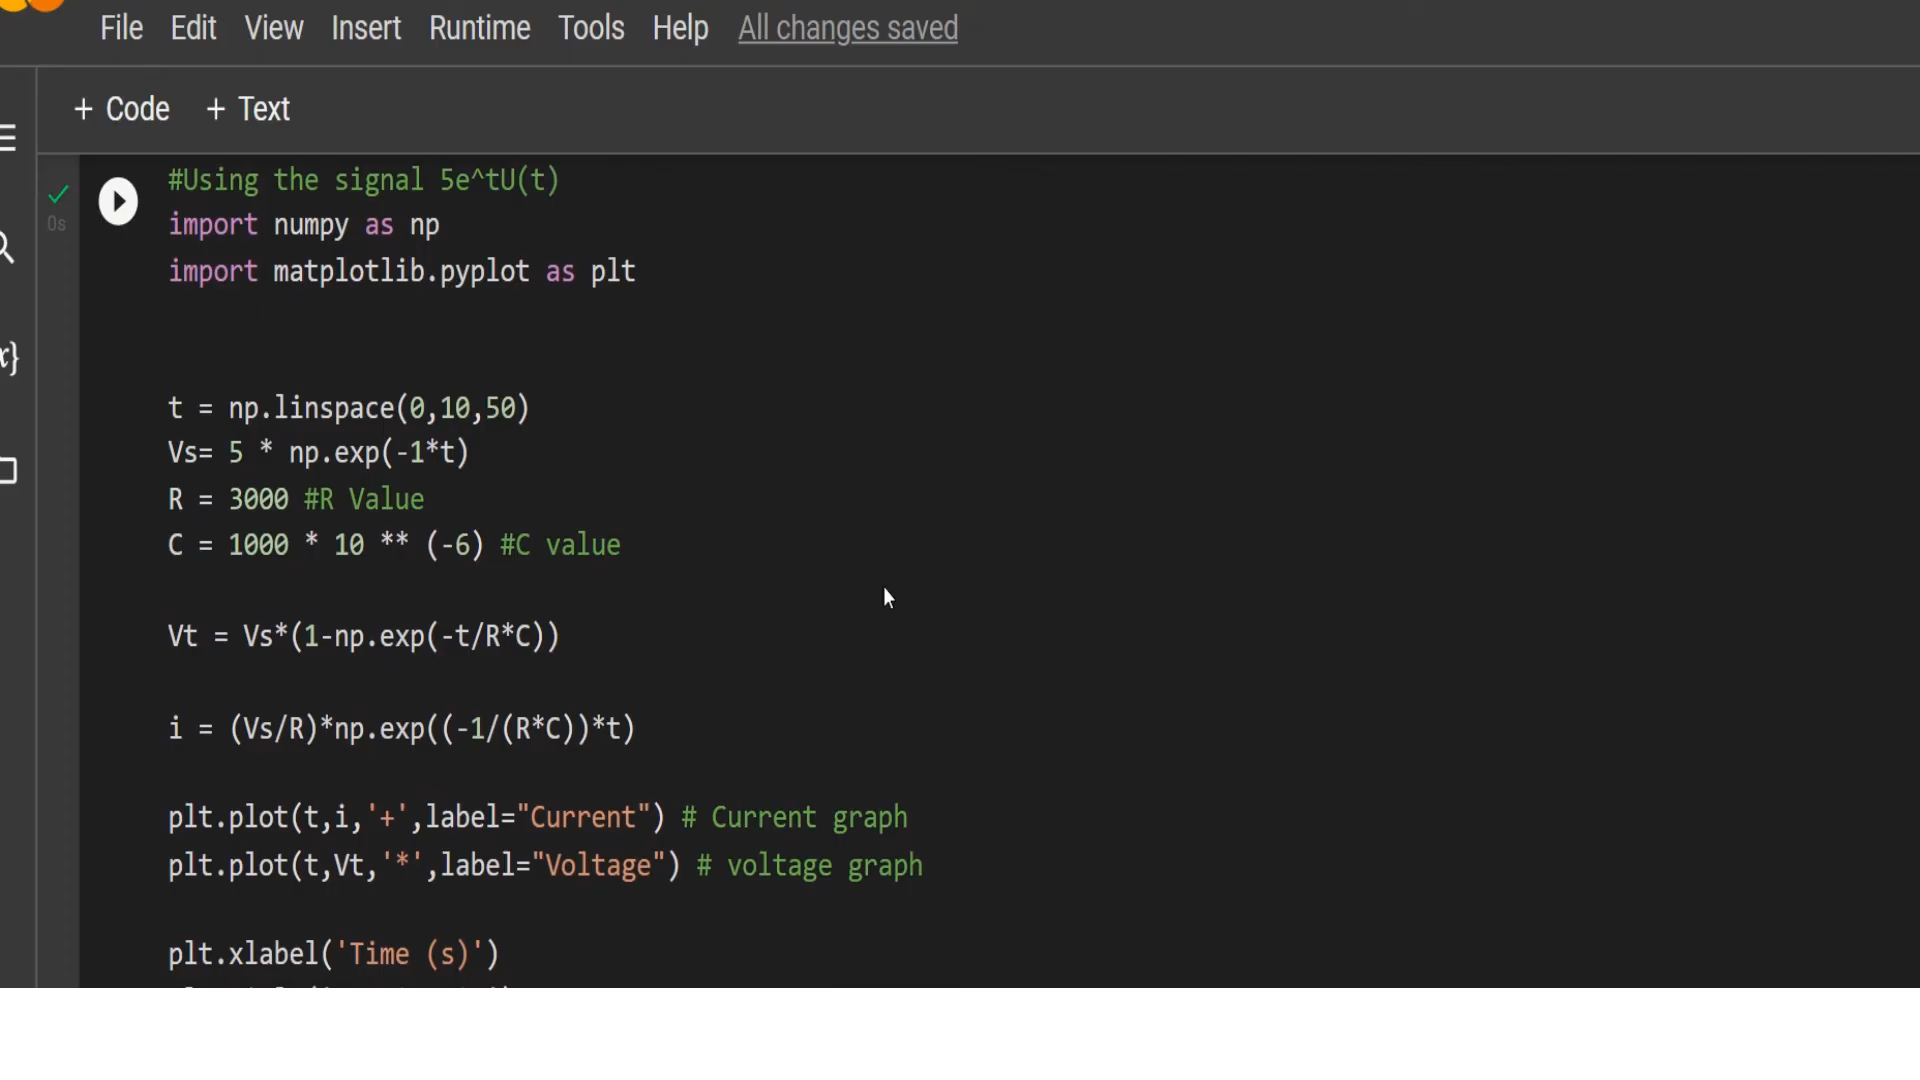 File Edit View Insert Runtime Tools Help All changes saved
+ Code + Text
#Using the signal 5e^tU(t)
0s
import numpy as np
import matplotlib.pyplot as plt
t = np.linspace(0,10,50)
Vs= 5 * np.exp(-1*t)
R = 3000 #R Value
C = 1000 * 10 ** (-6) #C value
Vt = Vs*(1-np.exp(-t/R*C))
i = (Vs/R)*np.exp((-1/(R*C))*t)
plt.plot(t,i,'+',label="Current") # Current graph
plt.plot(t,Vt,'*',label="Voltage") # voltage graph
plt.xlabel('Time (s)')